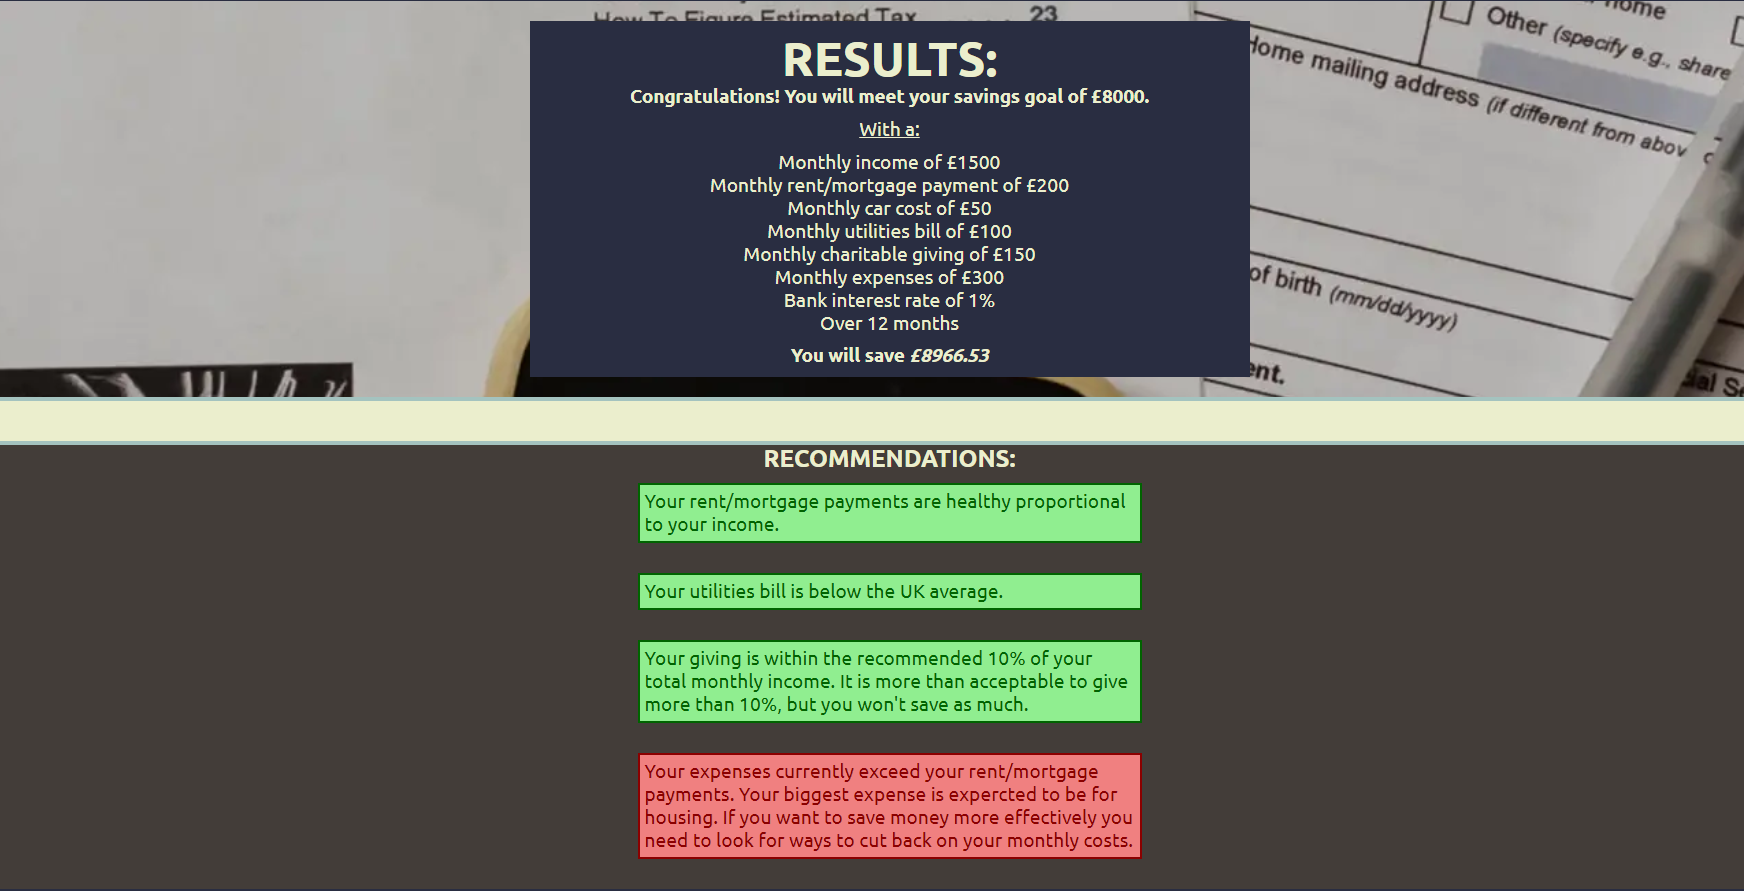 How To Figure Estimated Tax
23
home
Other (specify e.g., share
Home mailing address (if different from abov
of birth (mm/dd/yyyy)
ent.
ial Se
RESULTS:
Congratulations! You will meet your savings goal of £8000.
With a:
Monthly income of £1500
Monthly rent/mortgage payment of £200
Monthly car cost of £50
Monthly utilities bill of £100
Monthly charitable giving of £150
Monthly expenses of £300
Bank interest rate of 1%
Over 12 months
You will save £8966.53
RECOMMENDATIONS:
Your rent/mortgage payments are healthy proportional
to your income.
Your utilities bill is below the UK average.
Your giving is within the recommended 10% of your
total monthly income. It is more than acceptable to give
more than 10%, but you won't save as much.
Your expenses currently exceed your rent/mortgage
payments. Your biggest expense is expercted to be for
housing. If you want to save money more effectively you
need to look for ways to cut back on your monthly costs.